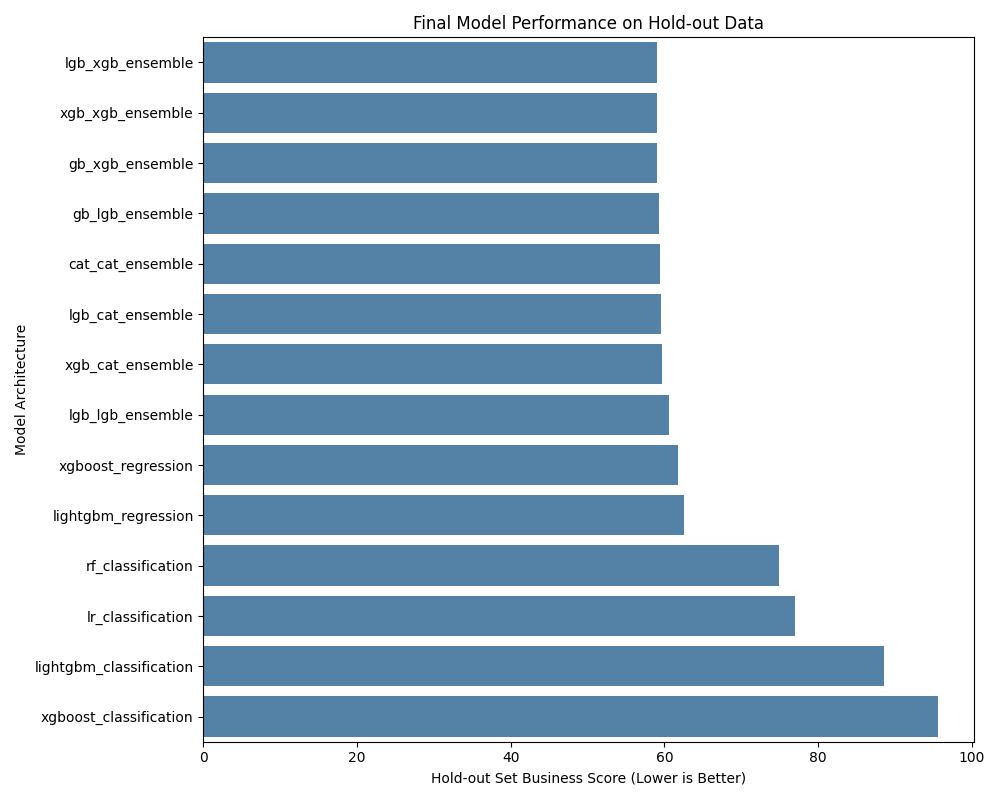 Final Model Performance on Hold-out Data
Model Architecture
lgb_xgb_ensemble
xgb_xgb_ensemble
gb_xgb_ensemble
gb_lgb_ensemble
cat_cat_ensemble
lgb_cat_ensemble
xgb_cat_ensemble
lgb_lgb_ensemble
xgboost_regression
lightgbm_regression
rf_classification
lr_classification
lightgbm_classification
xgboost_classification
0 20 40 60 80 100
Hold-out Set Business Score (Lower is Better)